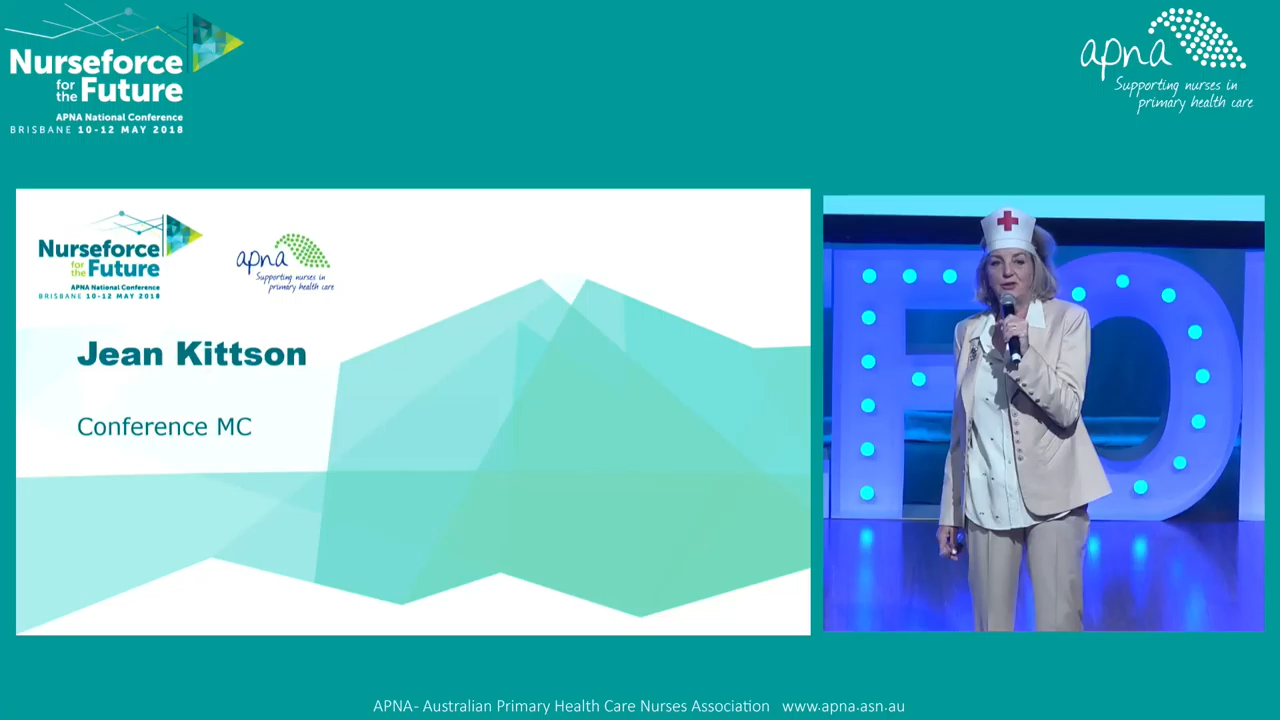 Nurseforce
for the Future
APNA National Conference
BRISBANE 10-12 MAY 2018
apna
Supporting nurses in
primary health care
Nurseforce
for the Future
APNA National Conference
BRISBANE 10-12 MAY 2018
apna
Supporting nurses in
primary health care
Jean Kittson
Conference MC
FO
APNA- Australian Primary Health Care Nurses Association www.apna.asn.au